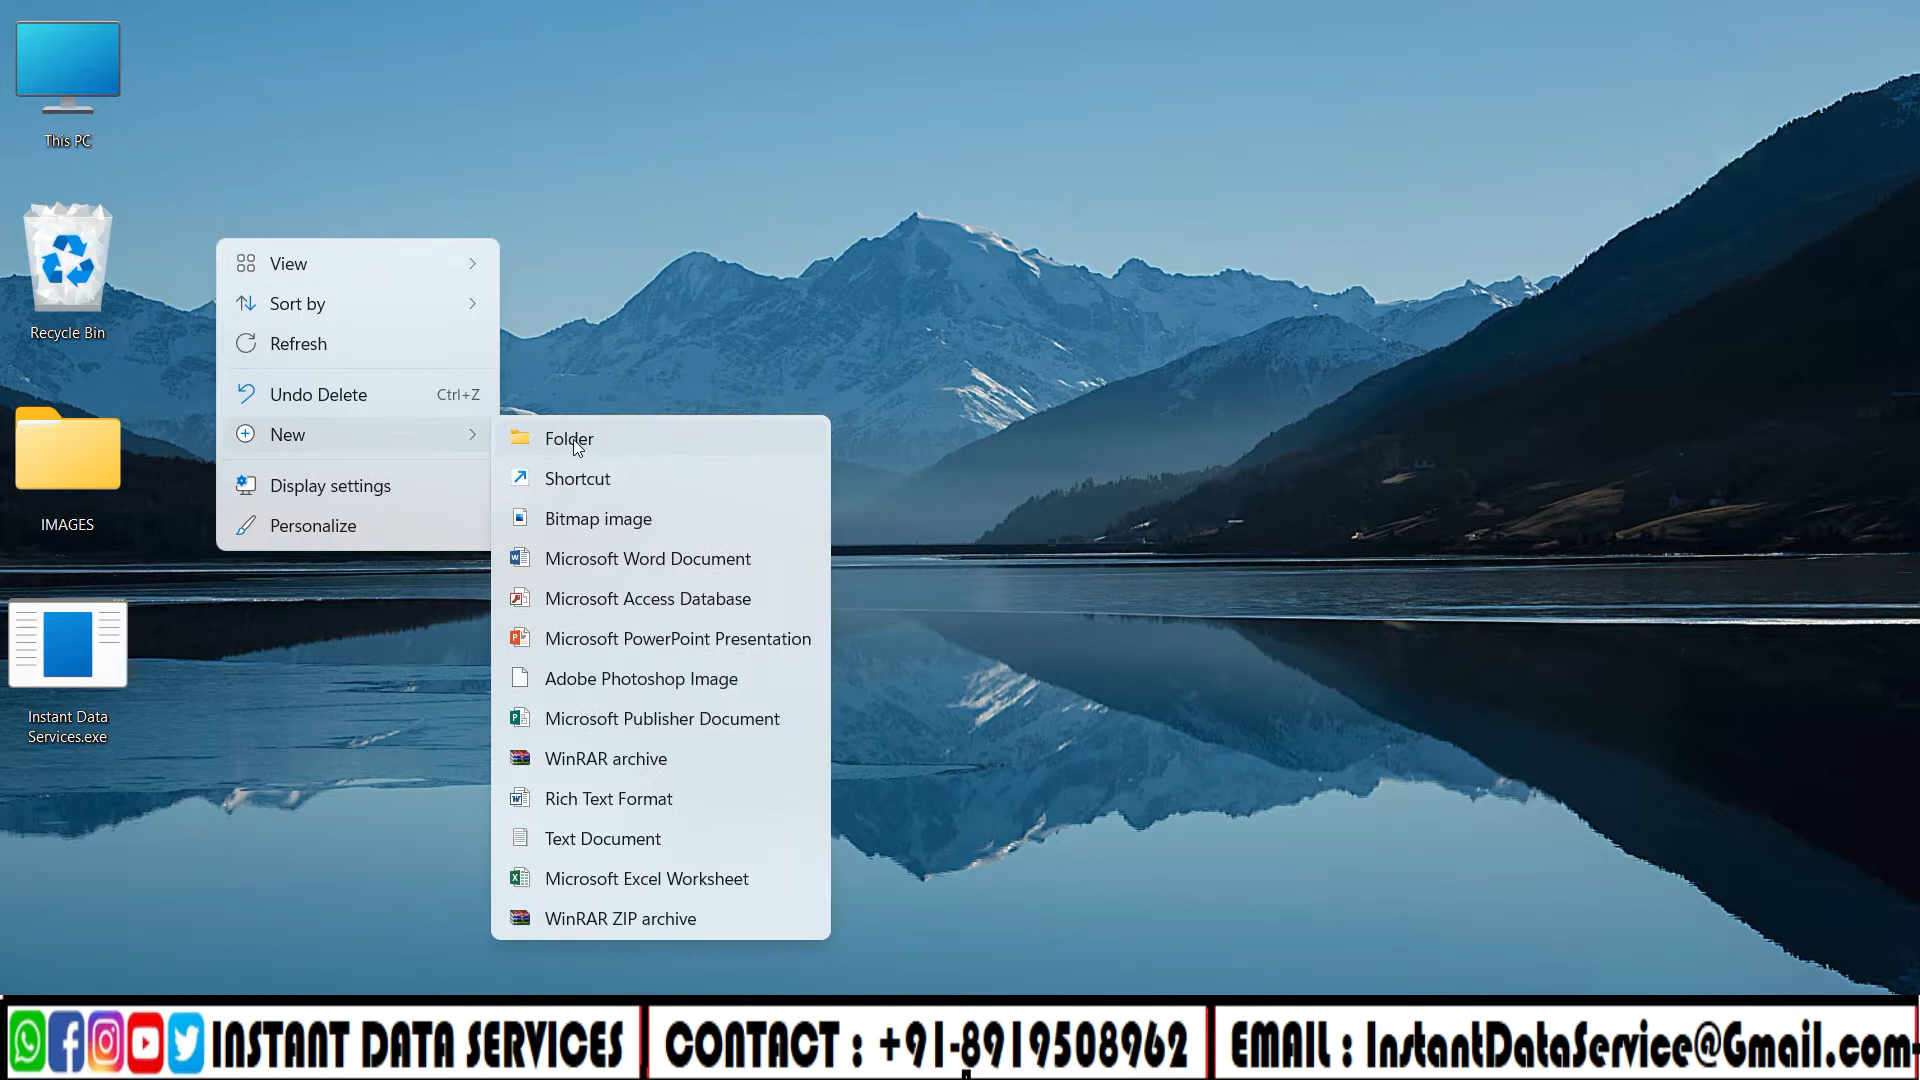 This PC
Recycle Bin
IMAGES
Instant Data
Services.exe
View
Sort by
Refresh
Undo Delete Ctrl+Z
New
Display settings
Personalize
Folder
Shortcut
Bitmap image
Microsoft Word Document
Microsoft Access Database
Microsoft PowerPoint Presentation
Adobe Photoshop Image
Microsoft Publisher Document
WinRAR archive
Rich Text Format
Text Document
Microsoft Excel Worksheet
WinRAR ZIP archive
INSTANT DATA SERVICES CONTACT : +91-8919508962 EMAIL : InstantDataService@Gmail.com